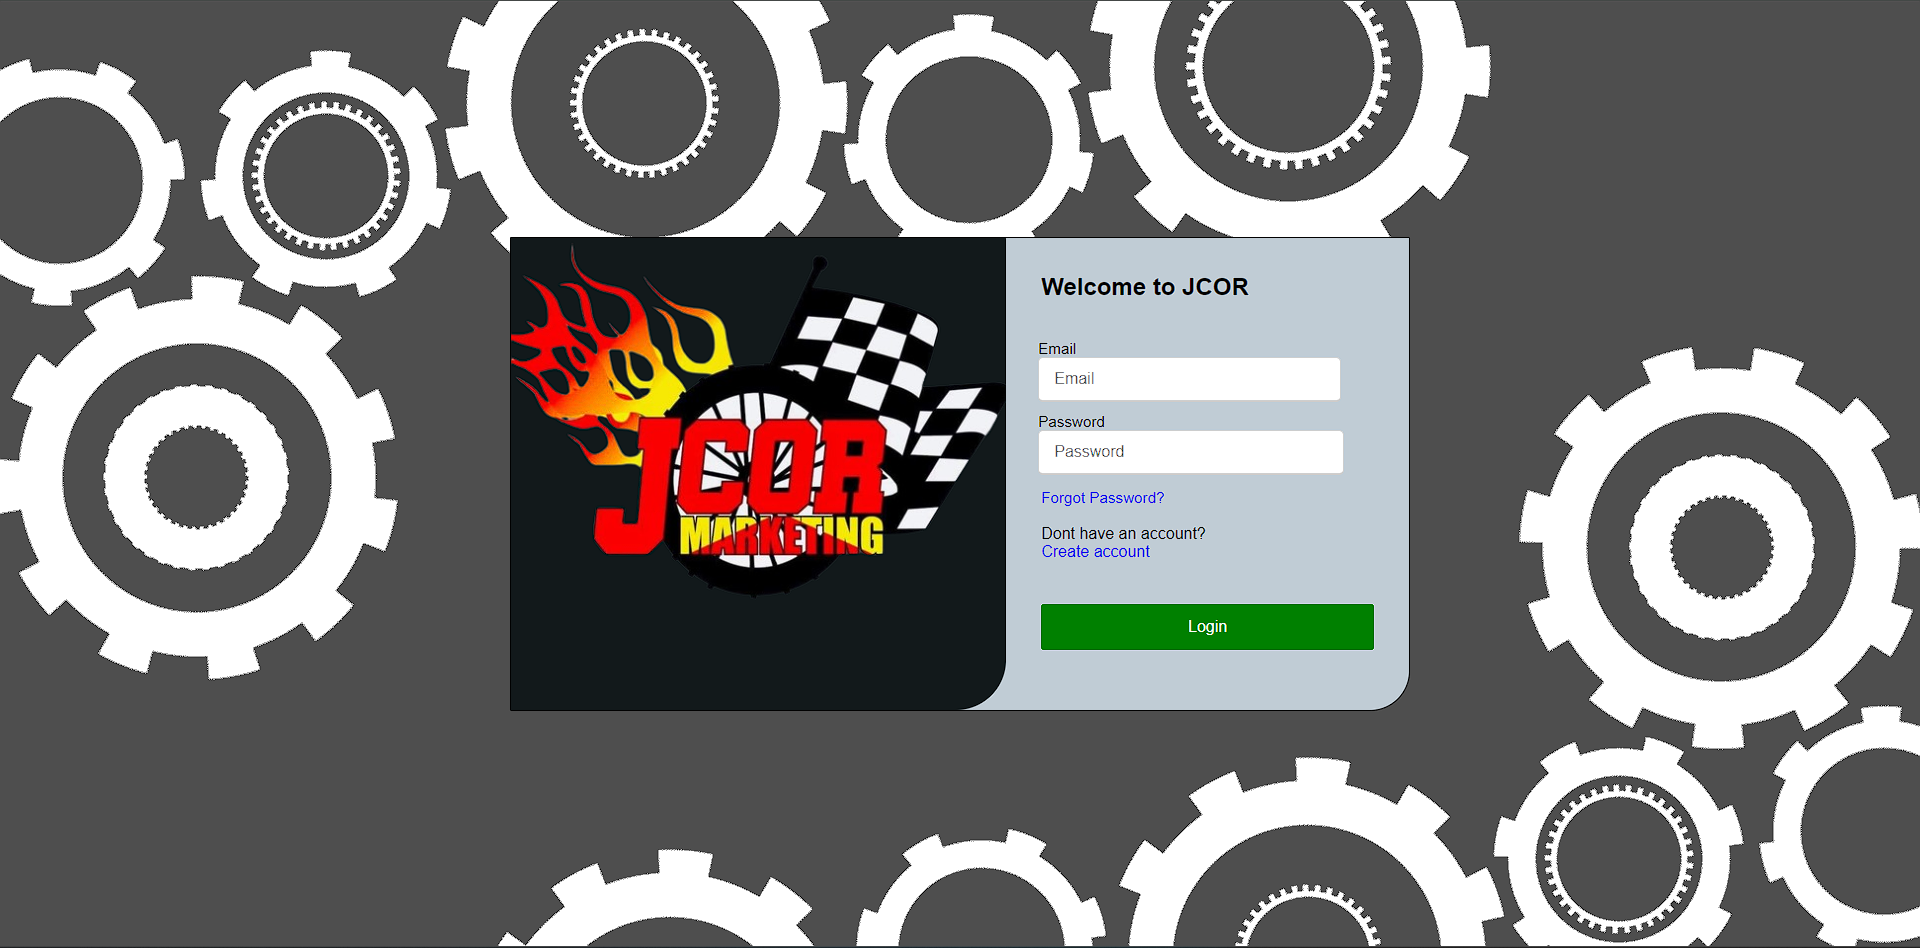 JCOR
MARKETING
Welcome to JCOR
Email
Email
Password
Password
Forgot Password?
Dont have an account?
Create account
Login